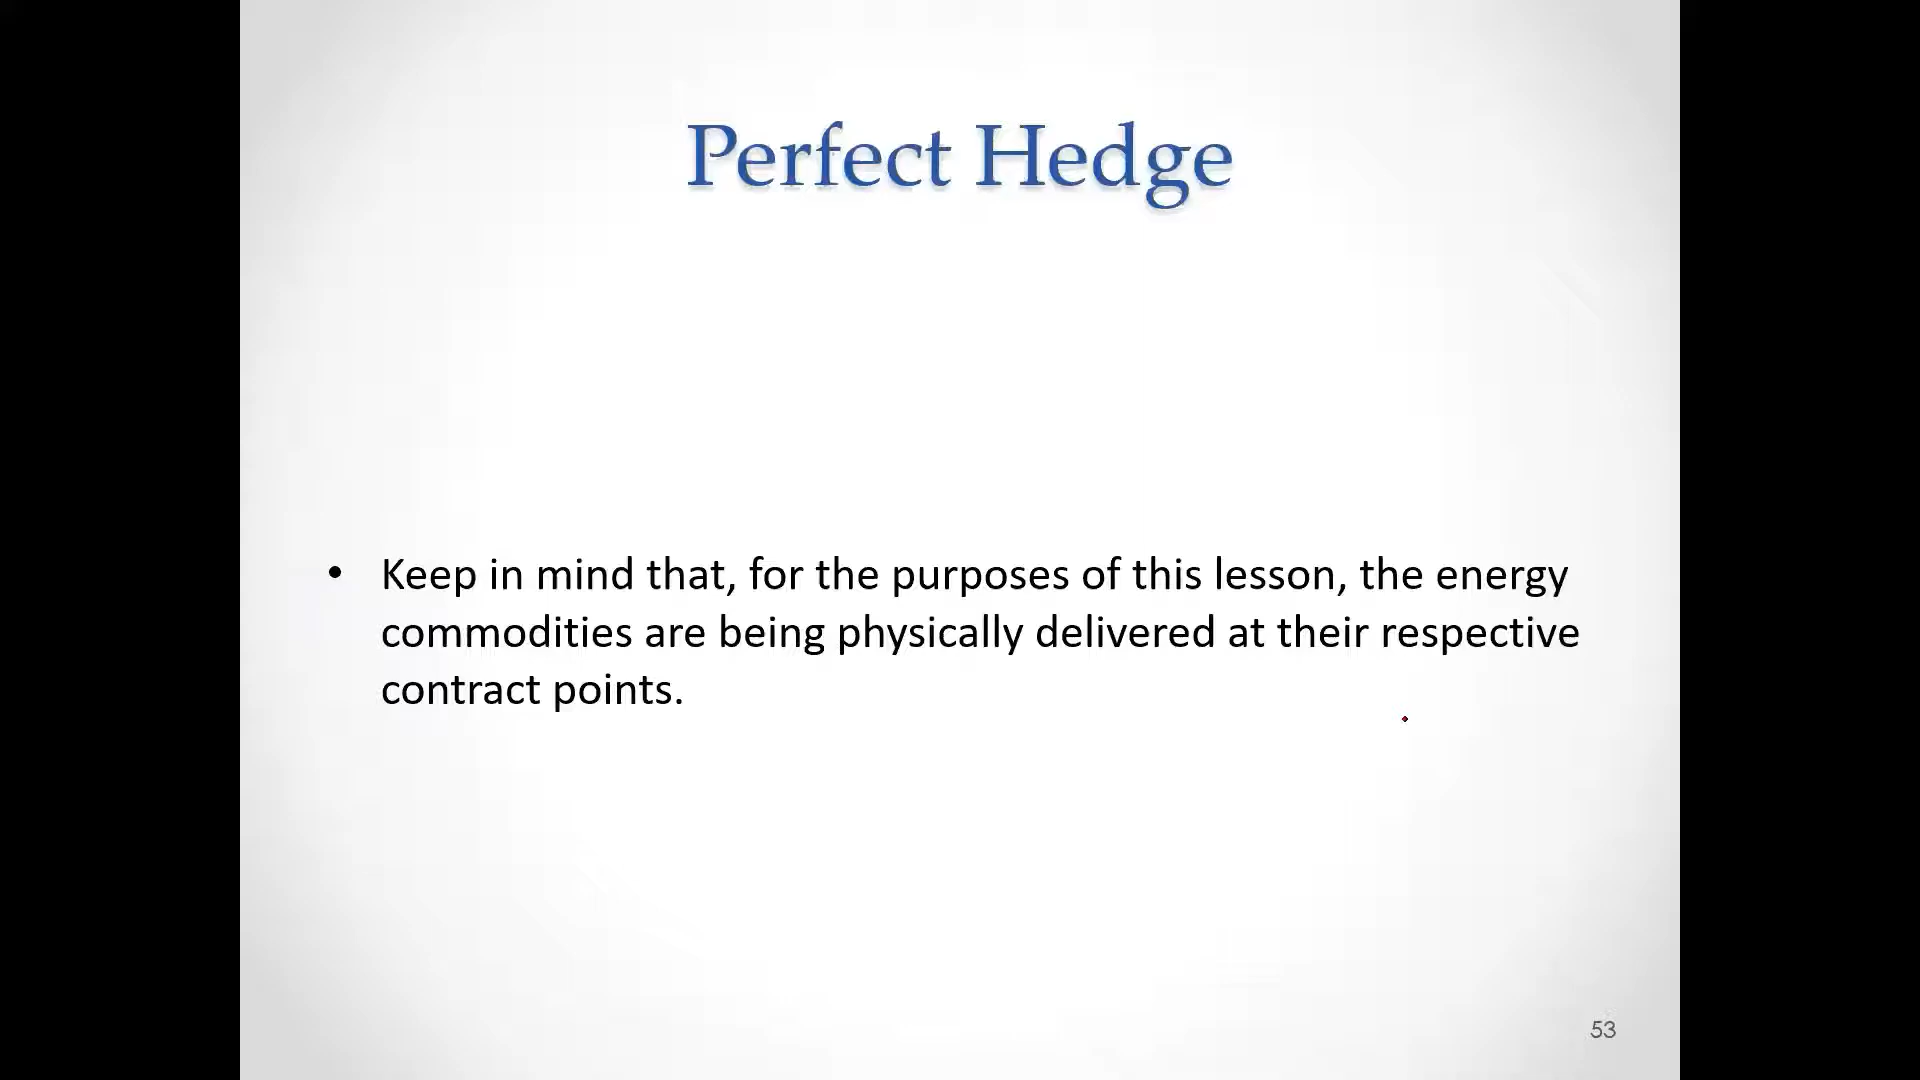 Perfect Hedge
• Keep in mind that, for the purposes of this lesson, the energy
commodities are being physically delivered at their respective
contract points.
53